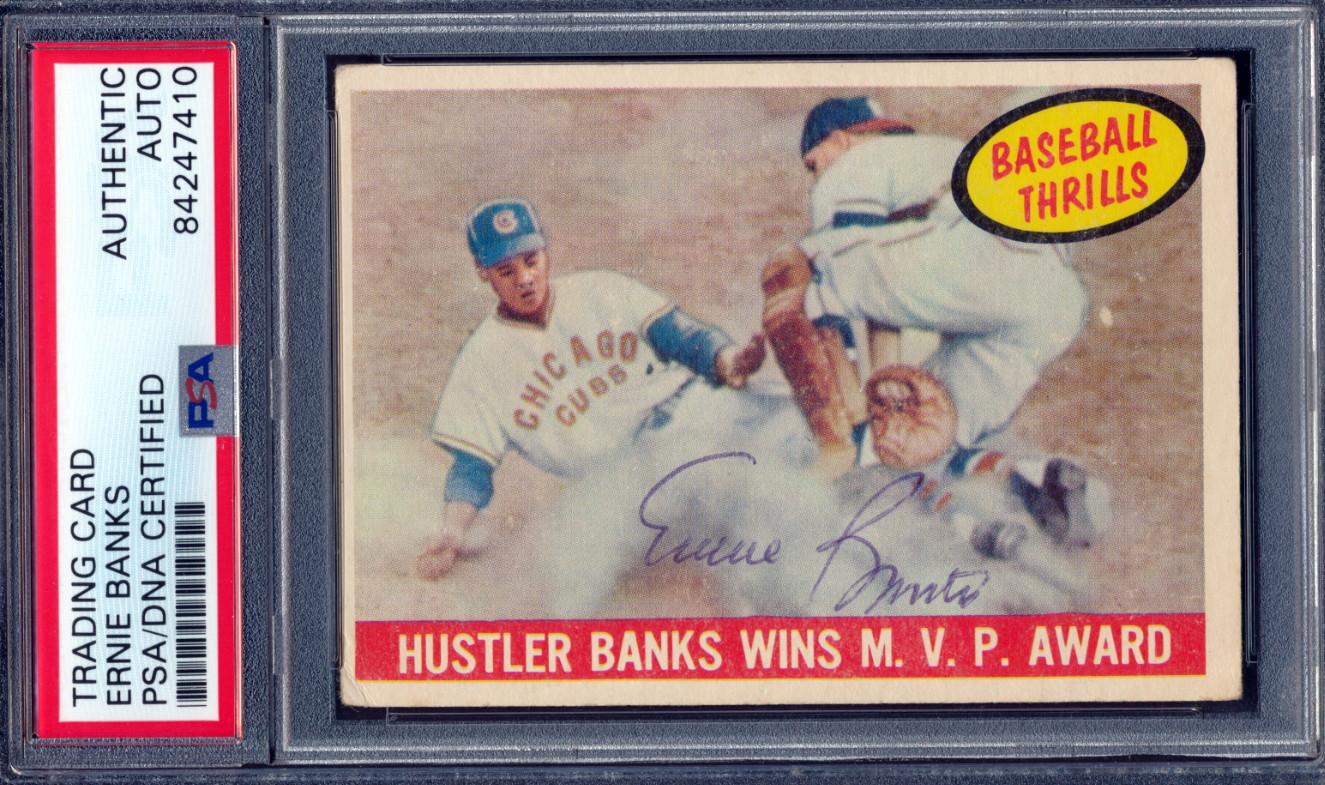 AUTHENTIC
AUTO
84247410
TRADING CARD
ERNIE BANKS
PSA/DNA CERTIFIED
PSA
BASEBALL
THRILLS
C
CHICAGO
CUBS
Ernie Banks
HUSTLER BANKS WINS M. V. P. AWARD